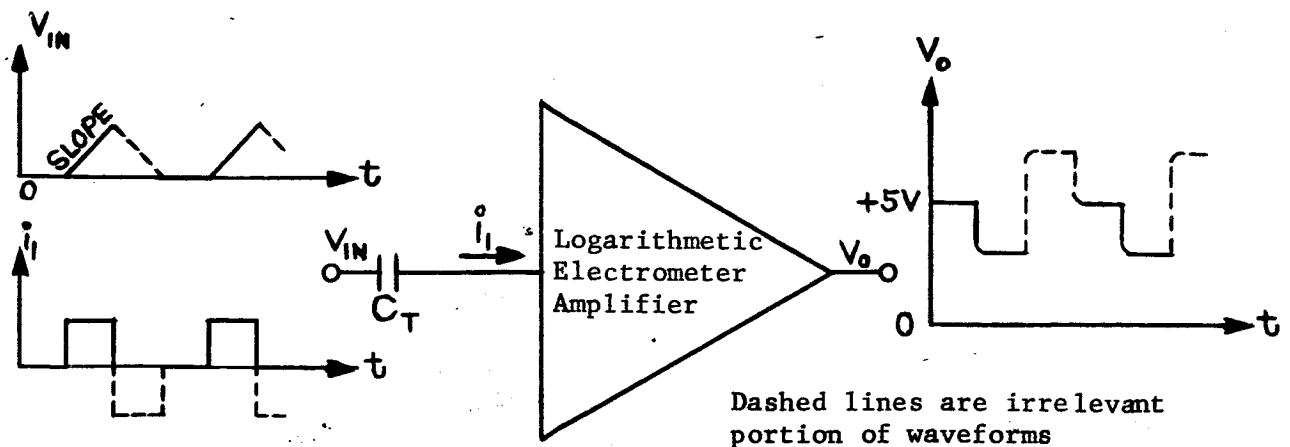 V_IN
SLOPE
0
t
i_1
t
V_IN
C_T
i_1
Logarithmetic
Electrometer
Amplifier
V_o
V_o
+5V
0
t
Dashed lines are irrelevant
portion of waveforms